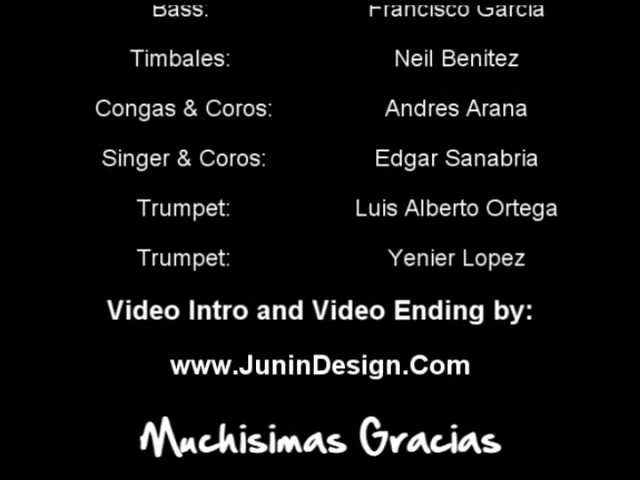 Bass: Francisco Garcia
Timbales: Neil Benitez
Congas & Coros: Andres Arana
Singer & Coros: Edgar Sanabria
Trumpet: Luis Alberto Ortega
Trumpet: Yenier Lopez
Video Intro and Video Ending by:
www.JuninDesign.Com
Muchisimas Gracias